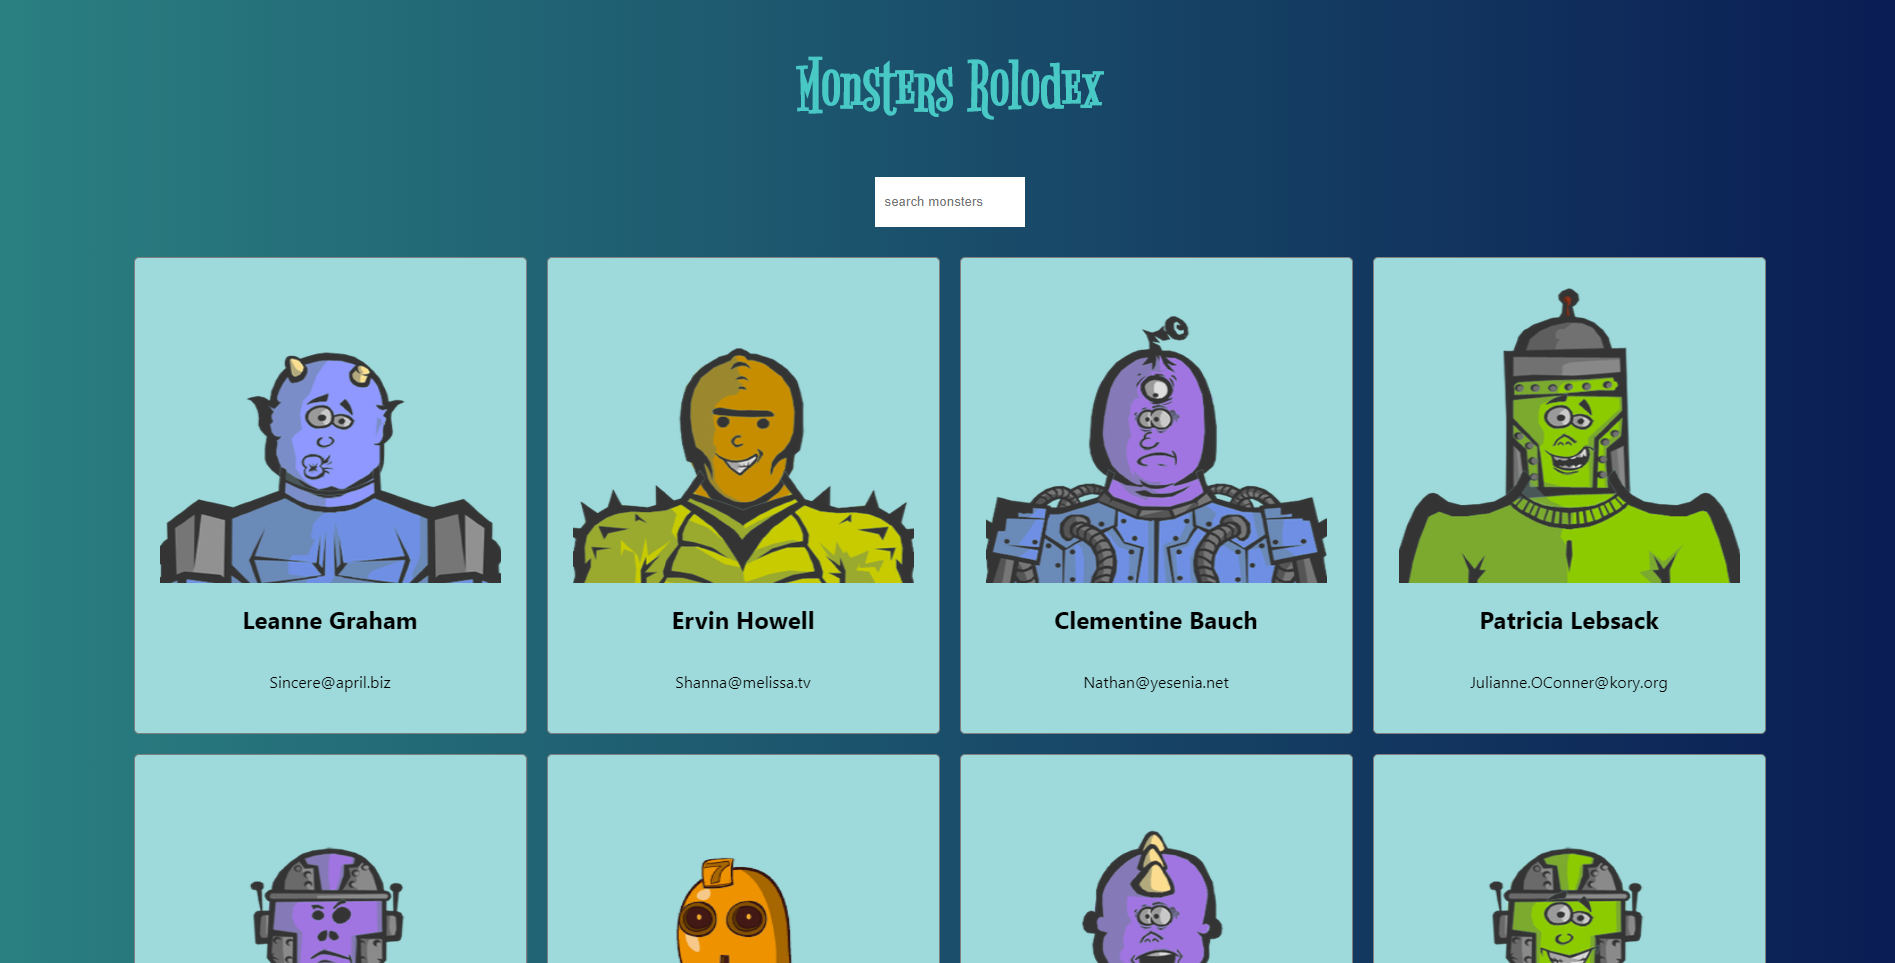 Monsters Rolodex
search monsters
Leanne Graham
Ervin Howell
Clementine Bauch
Patricia Lebsack
Sincere@april.biz
Shanna@melissa.tv
Nathan@yesenia.net
Julianne.OConner@kory.org
7